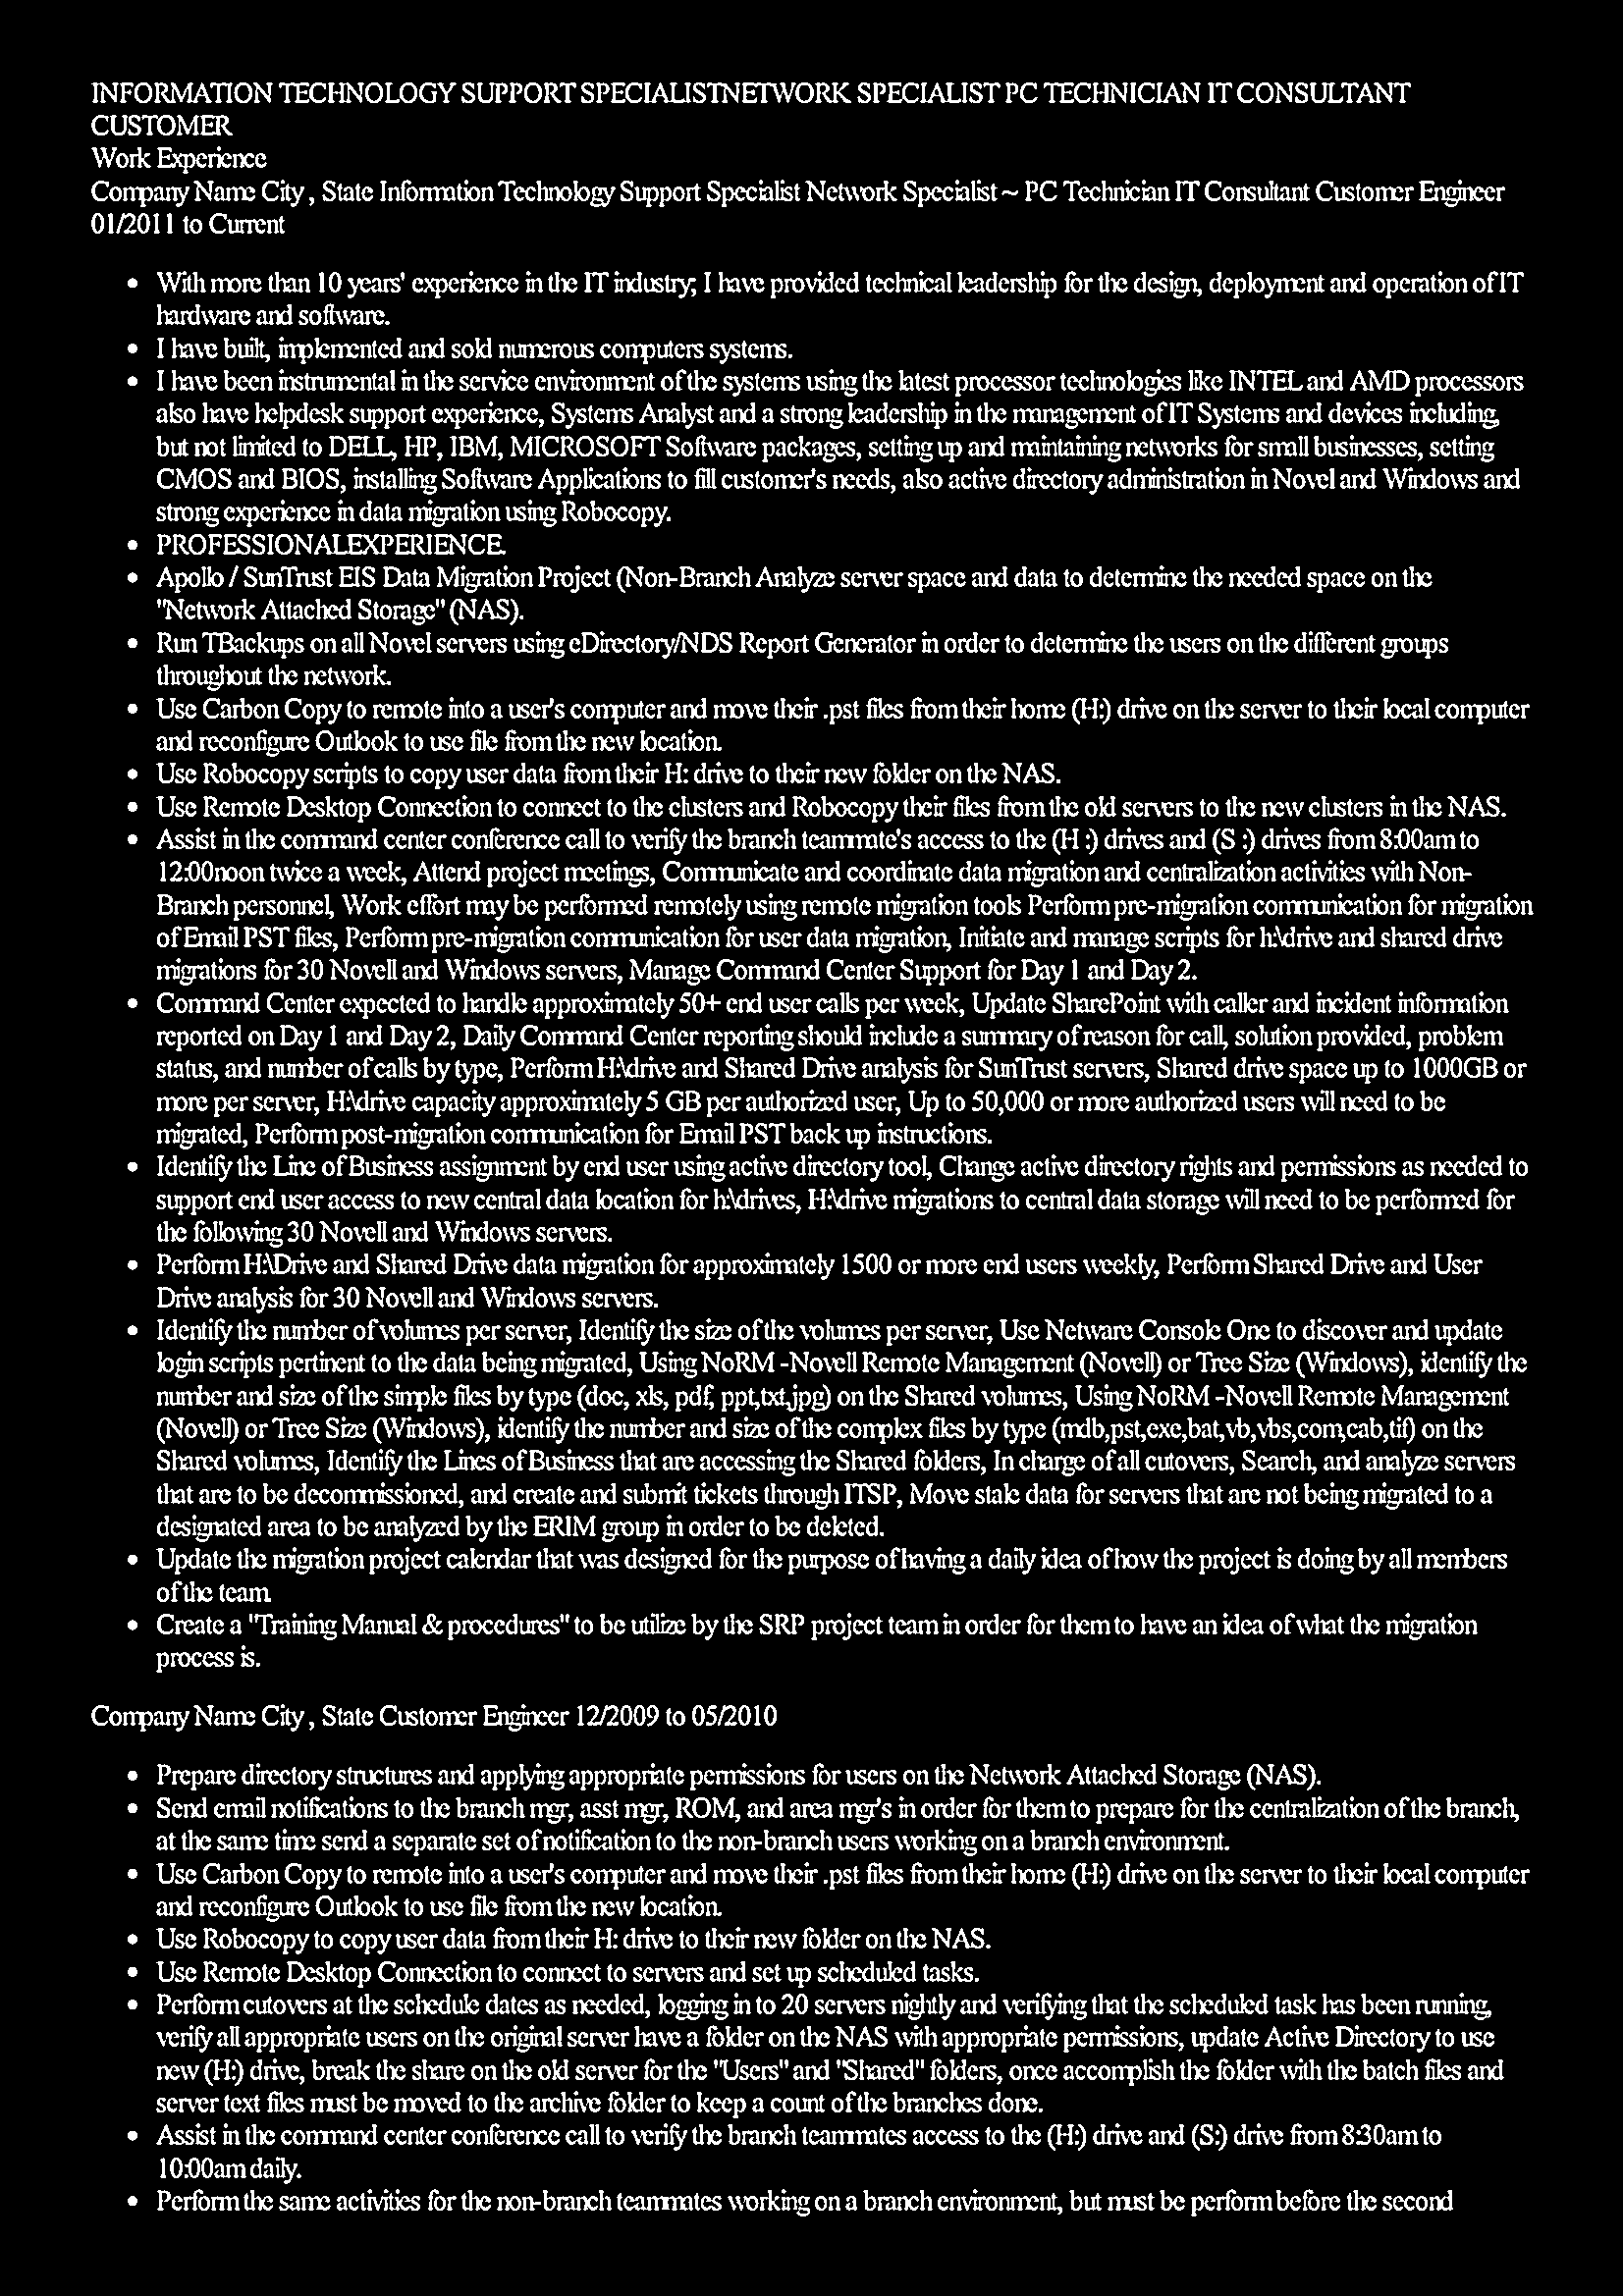 INFORMATION TECHNOLOGY SUPPORT SPECIALISTNETWORK SPECIALIST PC TECHNICIAN IT CONSULTANT
CUSTOMER
Work Experience
Company Name City , State Information Technology Support Specialist Network Specialist ~ PC Technician IT Consultant Customer Engineer
01/2011 to Current
• With more than 10 years' experience in the IT industry; I have provided technical leadership for the design, deployment and operation of IT
hardware and software.
• I have built, implemented and sold numerous computers systems.
• I have been instrumental in the service environment of the systems using the latest processor technologies like INTEL and AMD processors
also have helpdesk support experience, Systems Analyst and a strong leadership in the management of IT Systems and devices including,
but not limited to DELL, HP, IBM, MICROSOFT Software packages, setting up and maintaining networks for small businesses, setting
CMOS and BIOS, installing Software Applications to fill customer's needs, also active directory administration in Novel and Windows and
strong experience in data migration using Robocopy.
• PROFESSIONALEXPERIENCE.
• Apollo / SunTrust EIS Data Migration Project (Non-Branch Analyze server space and data to determine the needed space on the
"Network Attached Storage" (NAS).
• Run TBackups on all Novel servers using eDirectory/NDS Report Generator in order to determine the users on the different groups
throughout the network.
• Use Carbon Copy to remote into a user's computer and move their .pst files from their home (H:) drive on the server to their local computer
and reconfigure Outlook to use file from the new location.
• Use Robocopy scripts to copy user data from their H: drive to their new folder on the NAS.
• Use Remote Desktop Connection to connect to the clusters and Robocopy their files from the old servers to the new clusters in the NAS.
• Assist in the command center conference call to verify the branch teammate's access to the (H :) drives and (S :) drives from 8:00am to
12:00noon twice a week, Attend project meetings, Communicate and coordinate data migration and centralization activities with Non-
Branch personnel, Work effort may be performed remotely using remote migration tools Perform pre-migration communication for migration
of Email PST files, Perform pre-migration communication for user data migration, Initiate and manage scripts for h:\drive and shared drive
migrations for 30 Novell and Windows servers, Manage Command Center Support for Day 1 and Day 2.
• Command Center expected to handle approximately 50+ end user calls per week, Update SharePoint with caller and incident information
reported on Day 1 and Day 2, Daily Command Center reporting should include a summary of reason for call, solution provided, problem
status, and number of calls by type, Perform H:\drive and Shared Drive analysis for SunTrust servers, Shared drive space up to 1000GB or
more per server, H:\drive capacity approximately 5 GB per authorized user, Up to 50,000 or more authorized users will need to be
migrated, Perform post-migration communication for Email PST back up instructions.
• Identify the Line of Business assignment by end user using active directory tool, Change active directory rights and permissions as needed to
support end user access to new central data location for h:\drives, H:\drive migrations to central data storage will need to be performed for
the following 30 Novell and Windows servers.
• Perform H:\Drive and Shared Drive data migration for approximately 1500 or more end users weekly, Perform Shared Drive and User
Drive analysis for 30 Novell and Windows servers.
• Identify the number of volumes per server, Identify the size of the volumes per server, Use Netware Console One to discover and update
login scripts pertinent to the data being migrated, Using NoRM -Novell Remote Management (Novell) or Tree Size (Windows), identify the
number and size of the simple files by type (doc, xls, pdf, ppt,txt,jpg) on the Shared volumes, Using NoRM -Novell Remote Management
(Novell) or Tree Size (Windows), identify the number and size of the complex files by type (mdb,pst,exe,bat,vb,vbs,com,cab,tif) on the
Shared volumes, Identify the Lines of Business that are accessing the Shared folders, In charge of all cutovers, Search, and analyze servers
that are to be decommissioned, and create and submit tickets through ITSP, Move stale data for servers that are not being migrated to a
designated area to be analyzed by the ERIM group in order to be deleted.
• Update the migration project calendar that was designed for the purpose of having a daily idea of how the project is doing by all members
of the team.
• Create a "Training Manual & procedures" to be utilize by the SRP project team in order for them to have an idea of what the migration
process is.
Company Name City , State Customer Engineer 12/2009 to 05/2010
• Prepare directory structures and applying appropriate permissions for users on the Network Attached Storage (NAS).
• Send email notifications to the branch mgr, asst mgr, ROM, and area mgr's in order for them to prepare for the centralization of the branch,
at the same time send a separate set of notification to the non-branch users working on a branch environment.
• Use Carbon Copy to remote into a user's computer and move their .pst files from their home (H:) drive on the server to their local computer
and reconfigure Outlook to use file from the new location.
• Use Robocopy to copy user data from their H: drive to their new folder on the NAS.
• Use Remote Desktop Connection to connect to servers and set up scheduled tasks.
• Perform cutovers at the schedule dates as needed, logging in to 20 servers nightly and verifying that the scheduled task has been running,
verify all appropriate users on the original server have a folder on the NAS with appropriate permissions, update Active Directory to use
new (H:) drive, break the share on the old server for the "Users" and "Shared" folders, once accomplish the folder with the batch files and
server text files must be moved to the archive folder to keep a count of the branches done.
• Assist in the command center conference call to verify the branch teammates access to the (H:) drive and (S:) drive from 8:30am to
10:00am daily.
• Perform the same activities for the non-branch teammates working on a branch environment, but must be perform before the second